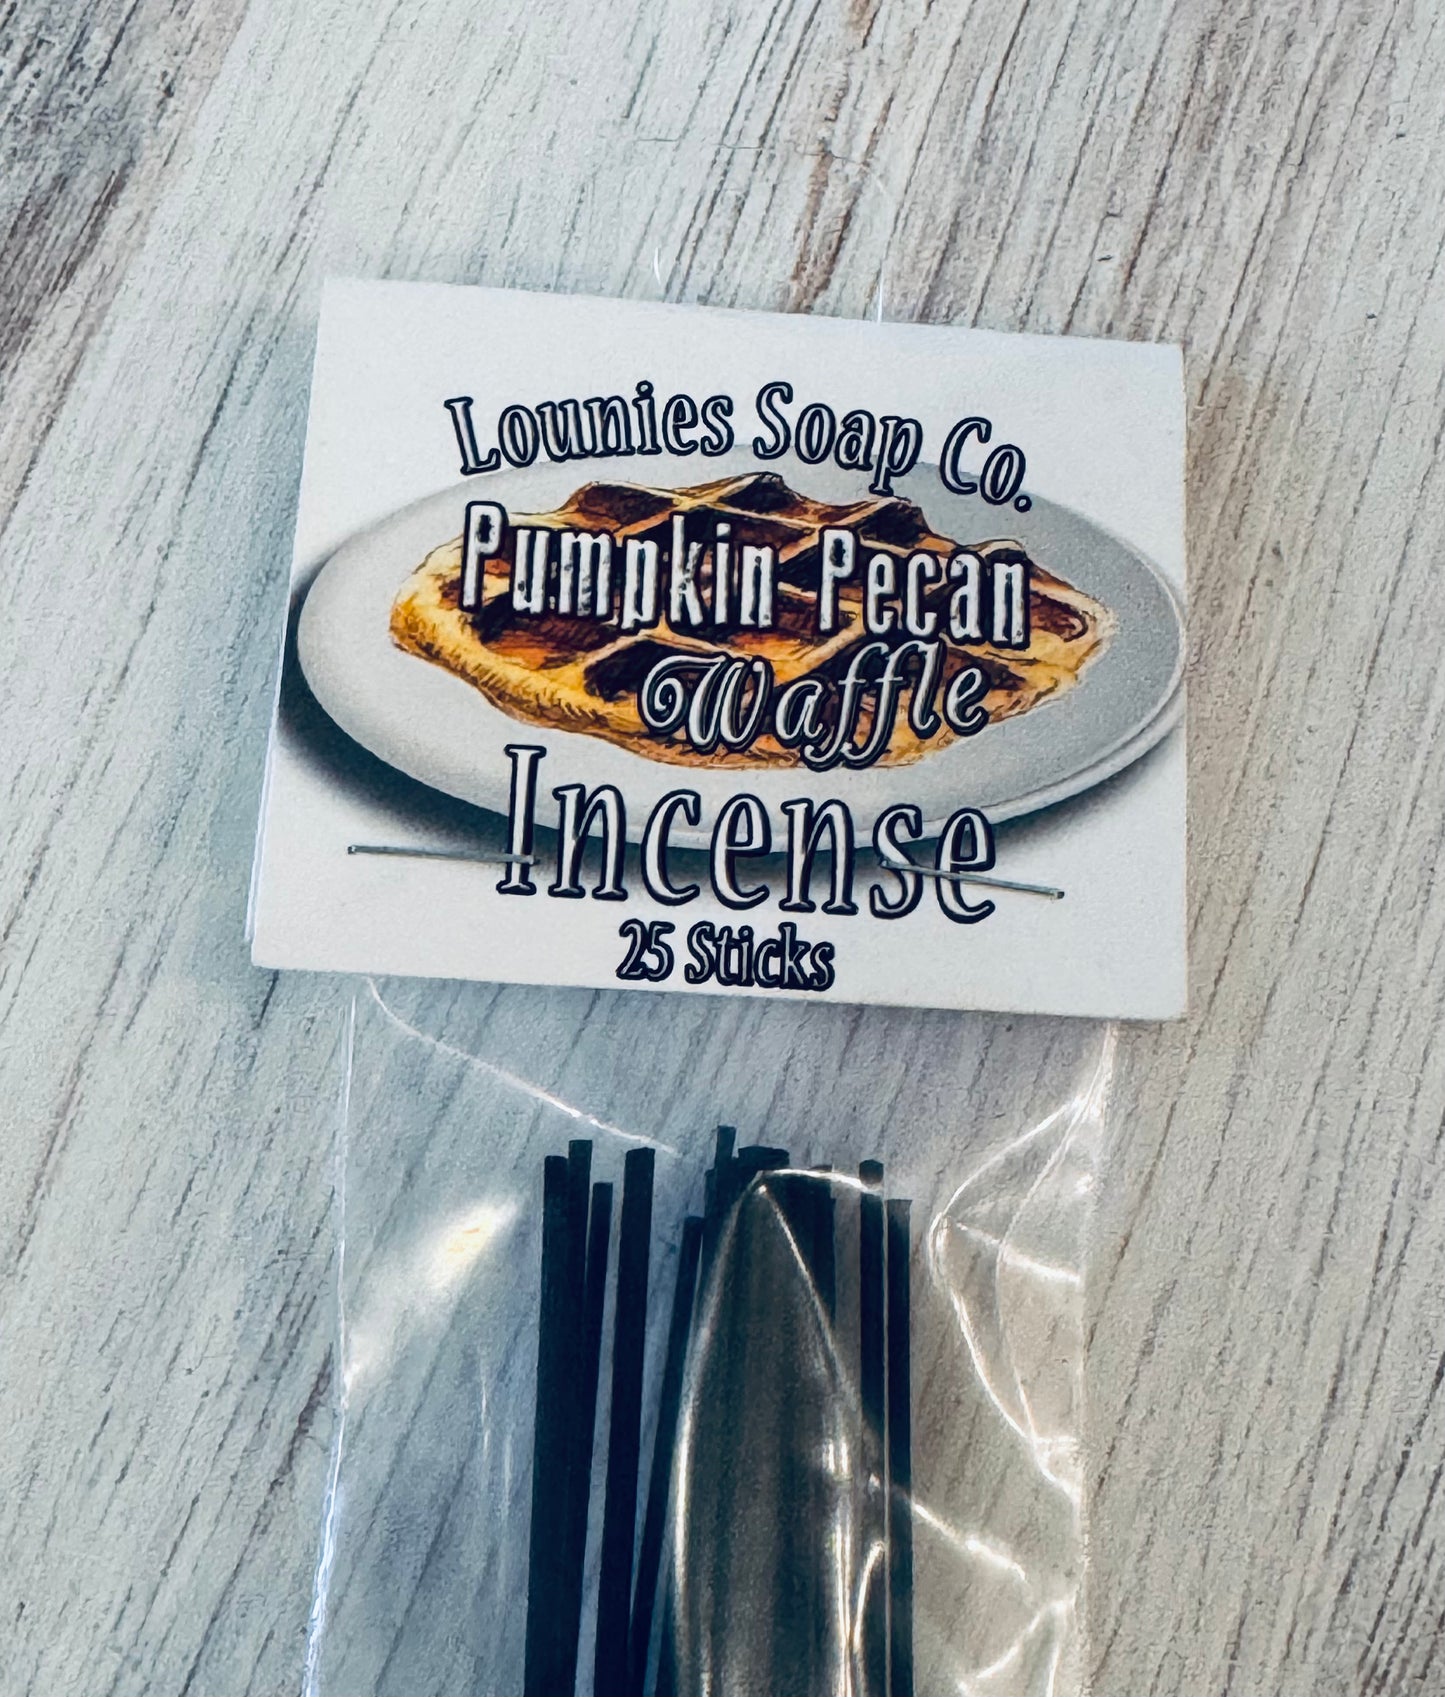 Lounies Soap Co.
Pumpkin Pecan
Waffle
Incense
25 Sticks